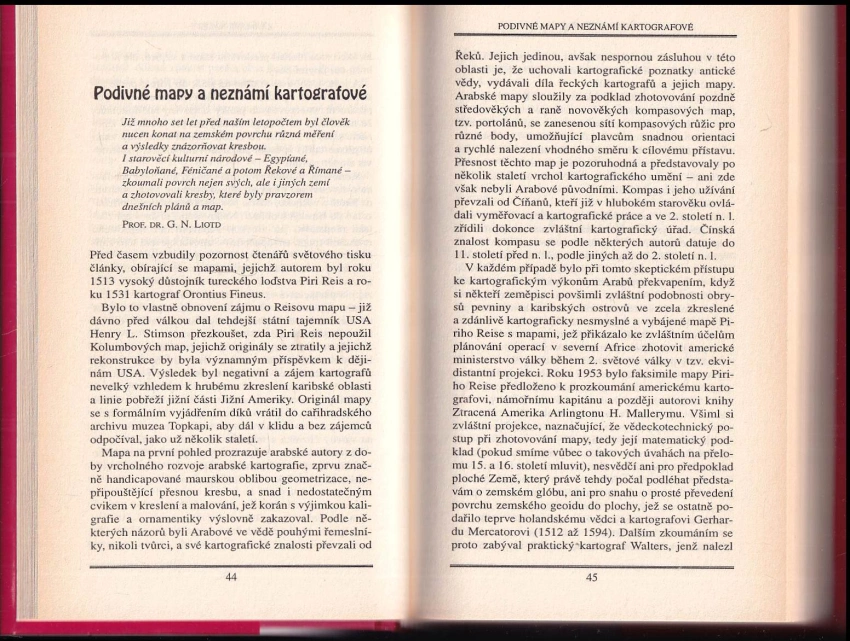 Podivné mapy a neznámí kartografové
Již mnoho set let před naším letopočtem byl člověk
nucen konat na zemském povrchu různá měření
a výsledky znázorňovat kresbou.
I starověcí kulturní národové – Egypťané,
Babyloňané, Féničané a potom Řekové a Římané –
zkoumali povrch nejen svých, ale i jiných zemí
a zhotovovali kresby, které byly pravzorem
dnešních plánů a map.
PROF. DR. G. N. LIOTD
Před časem vzbudily pozornost čtenářů světového tisku
články, obírající se mapami, jejichž autorem byl roku
1513 vysoký důstojník tureckého loďstva Piri Reis a ro-
ku 1531 kartograf Orontius Fineus.
Bylo to vlastně obnovení zájmu o Reisovu mapu – již
dávno před válkou dal tehdejší státní tajemník USA
Henry L. Stimson přezkoušet, zda Piri Reis nepoužil
Kolumbových map, jejichž originály se ztratily a jejichž
rekonstrukce by byla významným příspěvkem k ději-
nám USA. Výsledek byl negativní a zájem kartografů
nevelký vzhledem k hrubému zkreslení karibské oblasti
a linie pobřeží jižní části Jižní Ameriky. Originál mapy
se s formálním vyjádřením díků vrátil do cařihradského
archivu muzea Topkapi, aby dál v klidu a bez zájemců
odpočíval, jako už několik staletí.
Mapa na první pohled prozrazuje arabské autory z do-
by vrcholného rozvoje arabské kartografie, zprvu znač-
ně handicapované maurskou oblibou geometrizace, ne-
připouštějící přesnou kresbu, a snad i nedostatečným
cvikem v kreslení a malování, jež korán s výjimkou kali-
grafie a ornamentiky výslovně zakazoval. Podle ně-
kterých názorů byli Arabové ve vědě pouhými řemeslní-
ky, nikoli tvůrci, a své kartografické znalosti převzali od
44
PODIVNÉ MAPY A NEZNÁMÍ KARTOGRAFOVÉ
Řeků. Jejich jedinou, avšak nespornou zásluhou v této
oblasti je, že uchovali kartografické poznatky antické
vědy, vydávali díla řeckých kartografů a jejich mapy.
Arabské mapy sloužily za podklad zhotovování pozdně
středověkých a raně novověkých kompasových map,
tzv. portolánů, se zanesenou sítí kompasových růžic pro
různé body, umožňující plavcům snadnou orientaci
a rychlé nalezení vhodného směru k cílovému přístavu.
Přesnost těchto map je pozoruhodná a představovaly po
několik staletí vrchol kartografického umění – ani zde
však nebyli Arabové původními. Kompas i jeho užívání
převzali od Číňanů, kteří již v hlubokém starověku ovlá-
dali vyměřovací a kartografické práce a ve 2. století n. l.
zřídili dokonce zvláštní kartografický úřad. Čínská
znalost kompasu se podle některých autorů datuje do
11. století před n. l., podle jiných až do 2. století n. l.
V každém případě bylo při tomto skeptickém přístupu
ke kartografickým výkonům Arabů překvapením, když
si někteří zeměpisci povšimli zvláštní podobnosti obry-
sů pevniny a karibských ostrovů ve zcela zkreslené
a zdánlivě kartograficky nesmyslné a vybájené mapě Pi-
riho Reise s mapami, jež přikázalo ke zvláštním účelům
plánování operací v severní Africe zhotovit americké
ministerstvo války během 2. světové války v tzv. ekvi-
distantní projekci. Roku 1953 bylo faksimile mapy Piri-
ho Reise předloženo k prozkoumání americkému karto-
grafovi, námořnímu kapitánu a později autorovi knihy
Ztracená Amerika Arlingtonu H. Mallerymu. Všiml si
zvláštní projekce, naznačující, že vědeckotechnický po-
stup při zhotovování mapy, tedy její matematický pod-
klad (pokud smíme vůbec o takových úvahách na přelo-
mu 15. a 16. století mluvit), nesvědčí ani pro předpoklad
ploché Země, který právě tehdy počal podléhat předsta-
vám o zemském glóbu, ani pro snahu o prosté převedení
povrchu zemského geoidu do plochy, jež se ostatně po-
dařilo teprve holandskému vědci a kartografovi Gerhar-
du Mercatorovi (1512 až 1594). Dalším zkoumáním se
proto zabýval praktický kartograf Walters, jenž nalezl
45